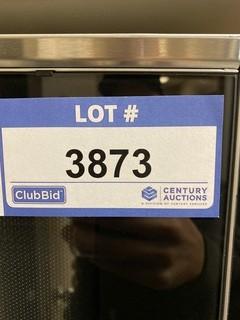 LOT #
3873
ClubBid
CENTURY
AUCTIONS
A DIVISION OF CENTURY SERVICES